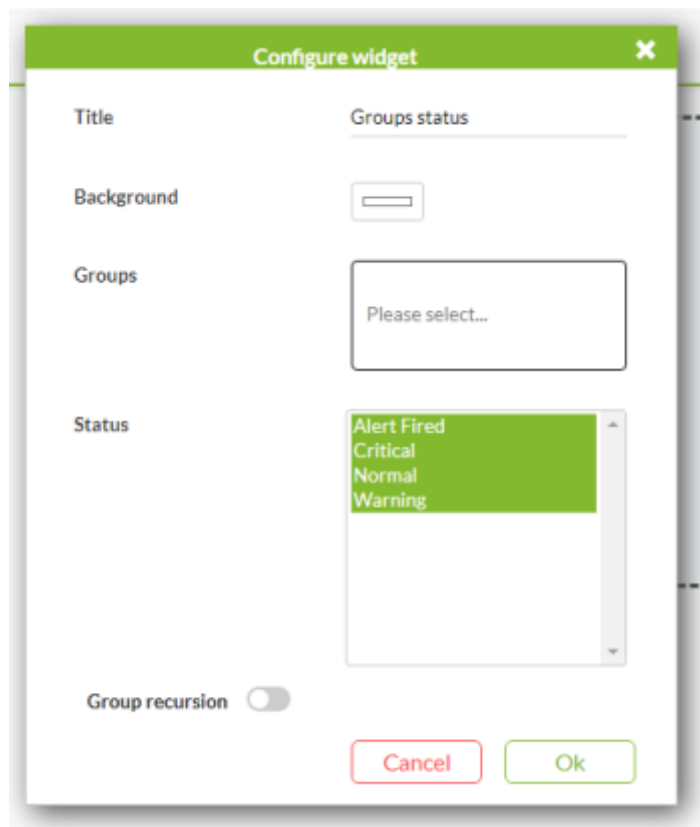 Configure widget
Title
Groups status
Background
Groups
Please select...
Status
Alert Fired
Critical
Normal
Warning
Group recursion
Cancel
Ok